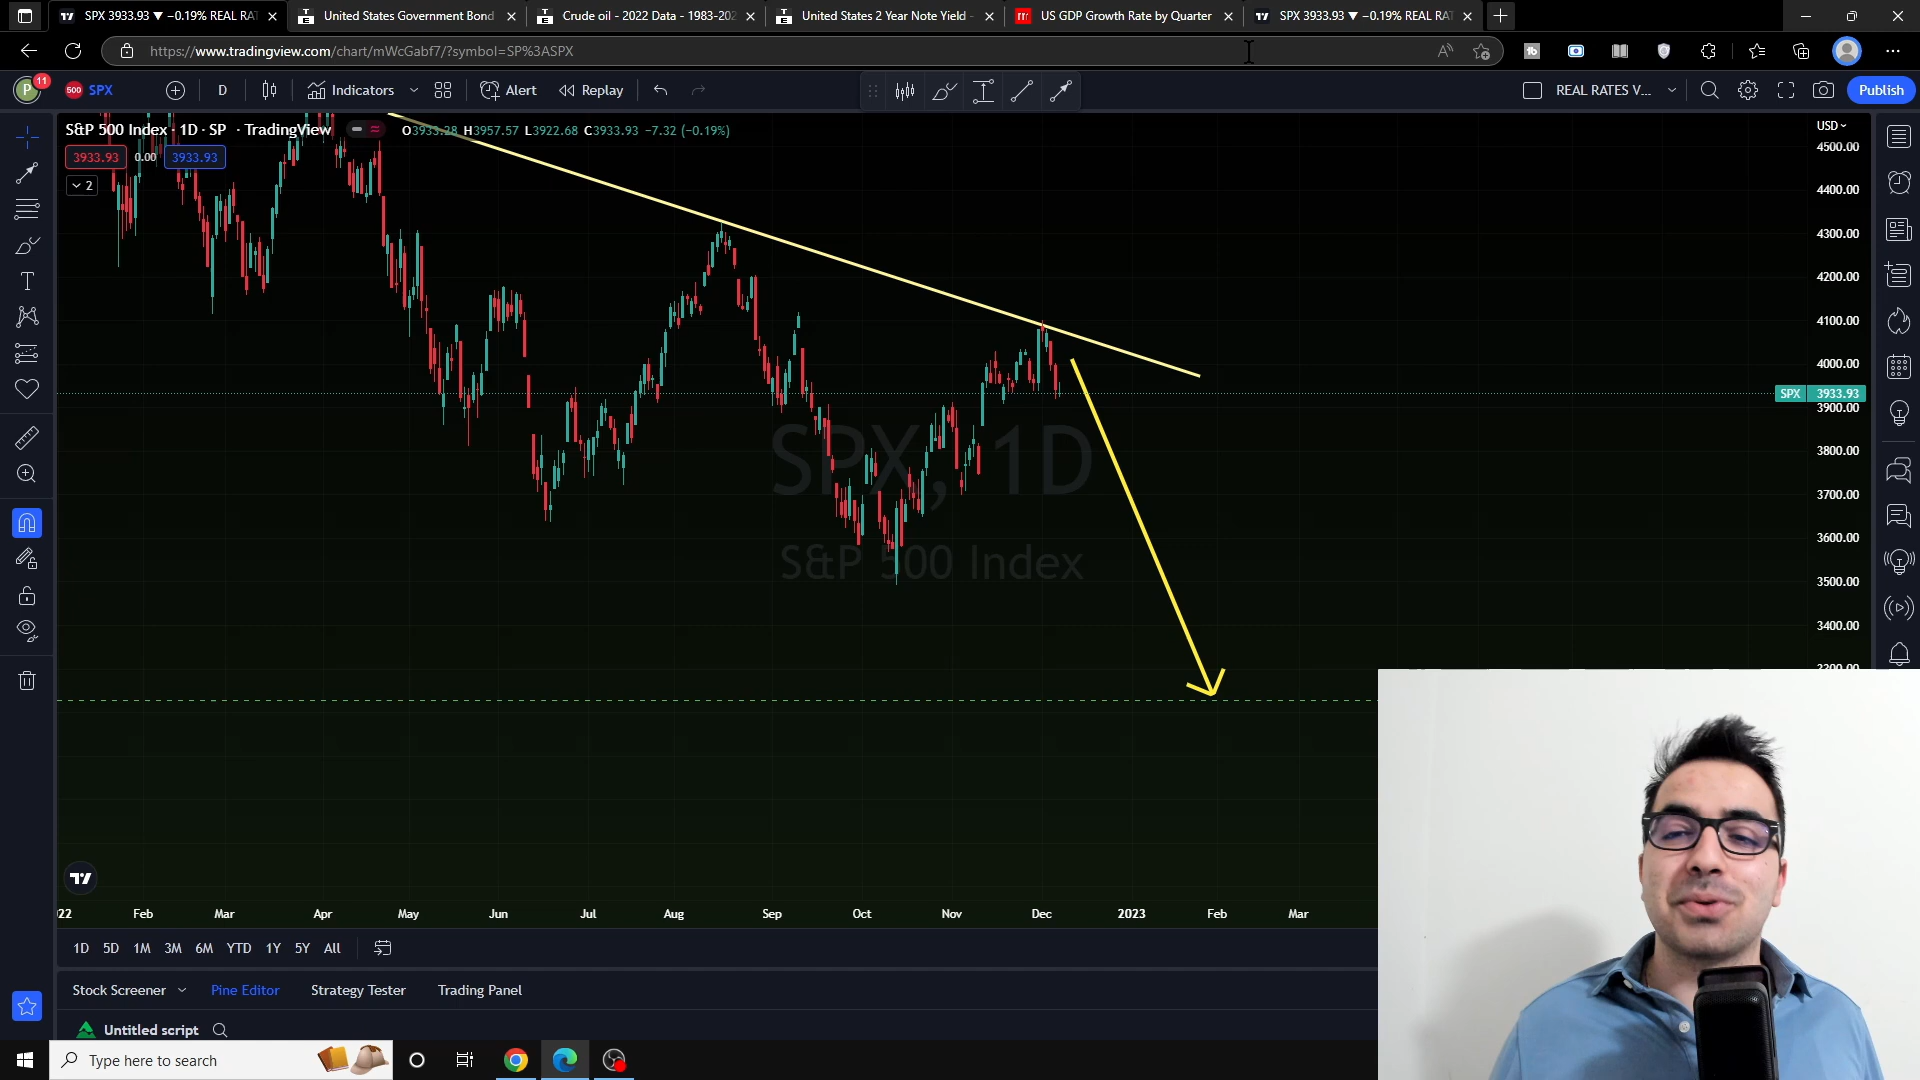 SPX 3933.93 ▼ −0.19% REAL RAT
United States Government Bond
Crude oil - 2022 Data - 1983-202
United States 2 Year Note Yield -
US GDP Growth Rate by Quarter
SPX 3933.93 ▼ −0.19% REAL RAT
https://www.tradingview.com/chart/mWcGabf7/?symbol=SP%3ASPX
P 11 500 SPX D Indicators Alert Replay REAL RATES V... Publish
S&P 500 Index · 1D · SP · TradingView O3933.28 H3957.57 L3922.68 C3933.93 −7.32 (−0.19%)
3933.93 0.00 3933.93
2
USD
4500.00
4400.00
4300.00
4200.00
4100.00
4000.00
SPX 3933.93
3900.00
3800.00
3700.00
3600.00
3500.00
3400.00
3300.00
SPX, 1D
S&P 500 Index
22 Feb Mar Apr May Jun Jul Aug Sep Oct Nov Dec 2023 Feb Mar
1D 5D 1M 3M 6M YTD 1Y 5Y All
Stock Screener Pine Editor Strategy Tester Trading Panel
Untitled script
Type here to search